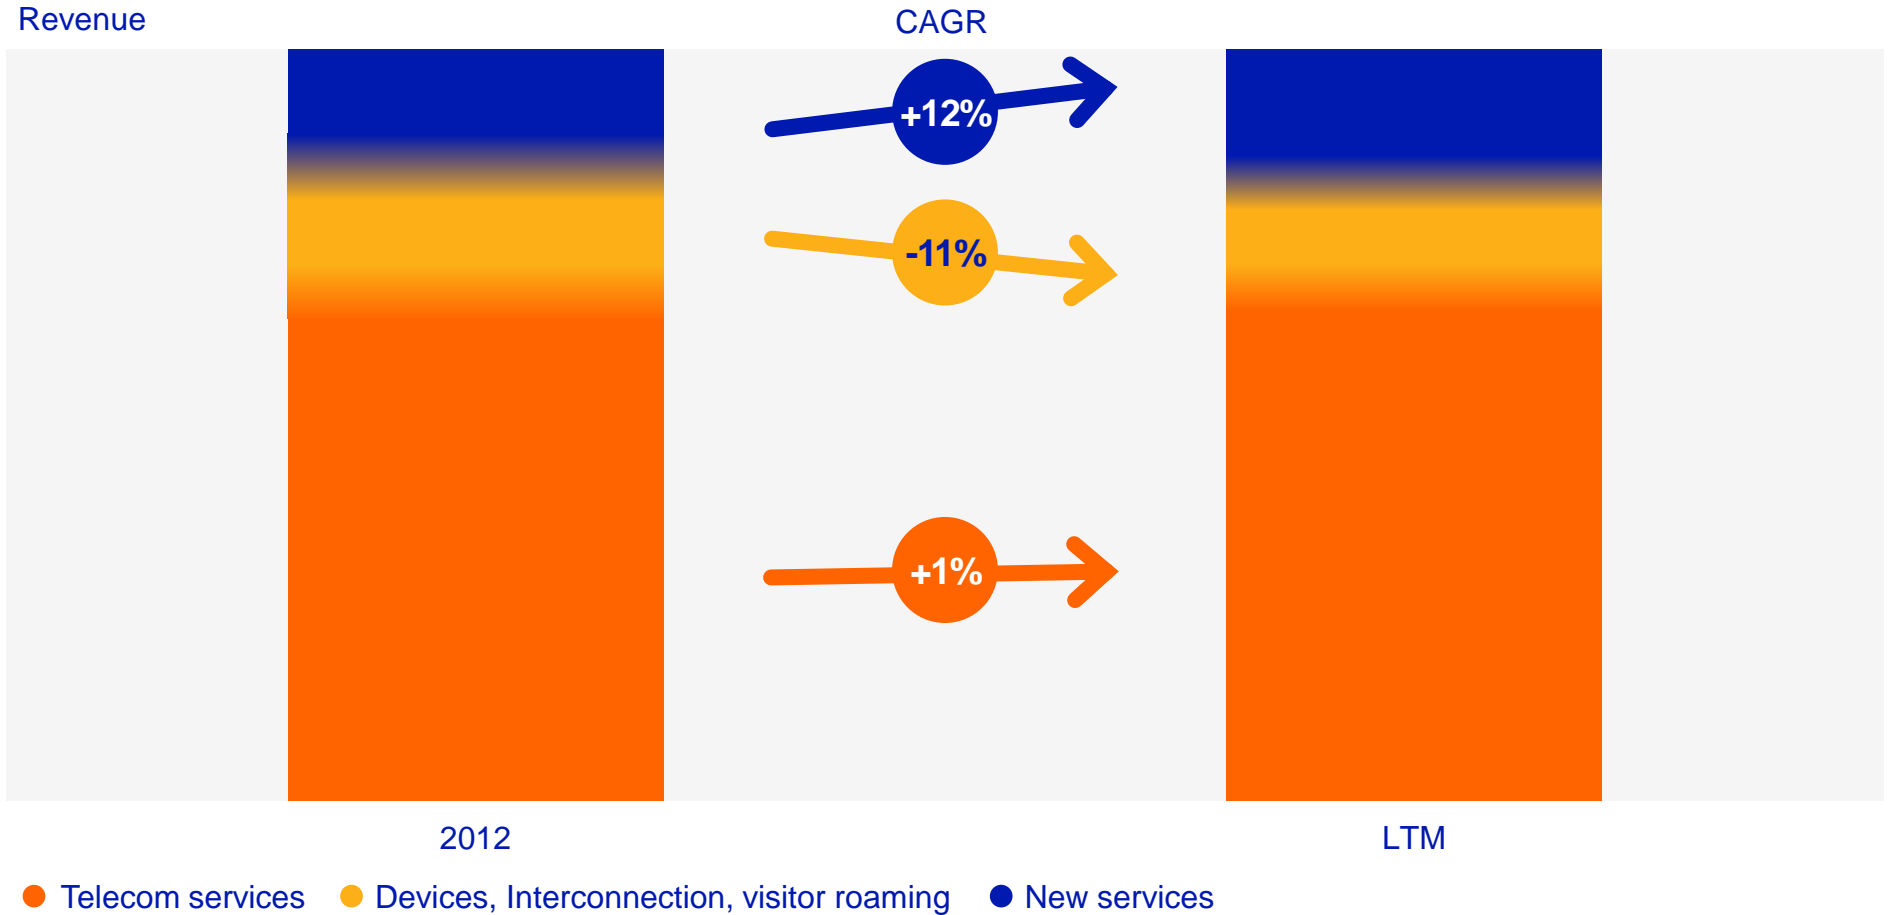 Revenue
CAGR
+12%
-11%
+1%
2012
LTM
Telecom services
Devices, Interconnection, visitor roaming
New services